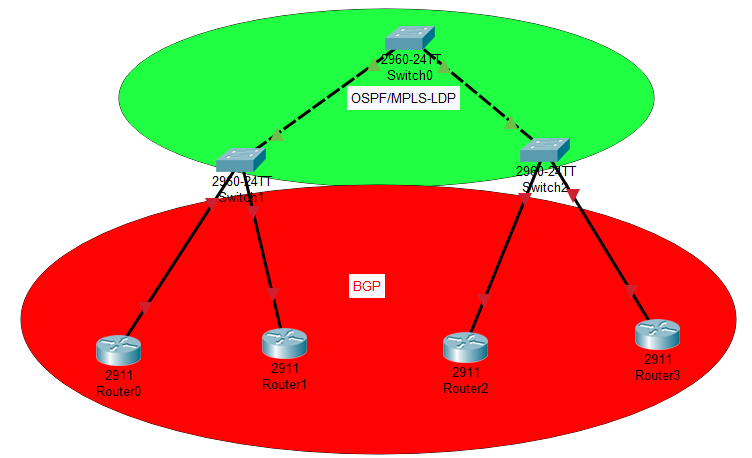 2960-24TT
Switch0
OSPF/MPLS-LDP
2960-24TT
Switch1
2960-24TT
Switch2
BGP
2911
Router0
2911
Router1
2911
Router2
2911
Router3